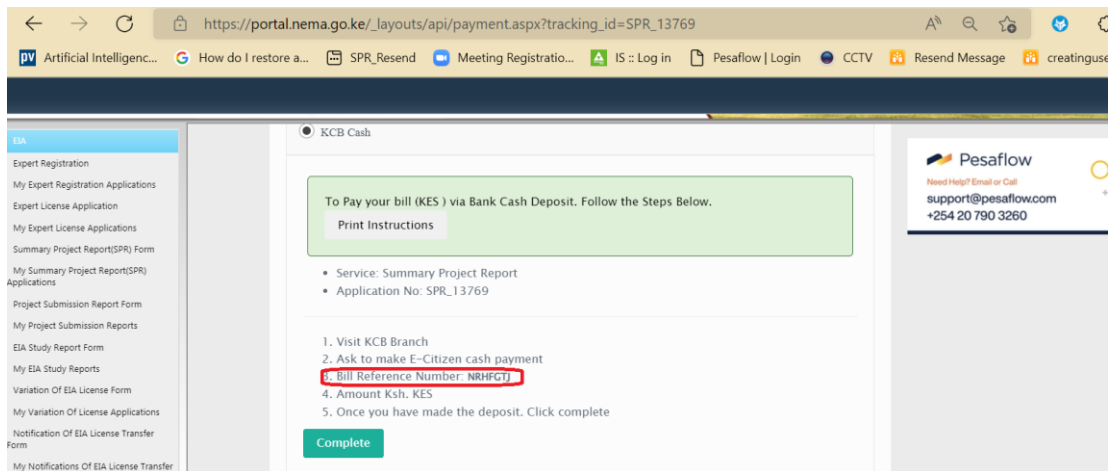 https://portal.nema.go.ke/_layouts/api/payment.aspx?tracking_id=SPR_13769
Artificial Intelligenc...
How do I restore a...
SPR_Resend
Meeting Registratio...
IS :: Log in
Pesaflow | Login
CCTV
Resend Message
creatinguse
EIA
Expert Registration
My Expert Registration Applications
Expert License Application
My Expert License Applications
Summary Project Report(SPR) Form
My Summary Project Report(SPR)
Applications
Project Submission Report Form
My Project Submission Reports
EIA Study Report Form
My EIA Study Reports
Variation Of EIA License Form
My Variation Of License Applications
Notification Of EIA License Transfer
Form
My Notifications Of EIA License Transfer
KCB Cash
To Pay your bill (KES ) via Bank Cash Deposit. Follow the Steps Below.
Print Instructions
• Service: Summary Project Report
• Application No: SPR_13769
1. Visit KCB Branch
2. Ask to make E-Citizen cash payment
3. Bill Reference Number: NRHFGTJ
4. Amount Ksh. KES
5. Once you have made the deposit. Click complete
Complete
Pesaflow
Need Help? Email or Call
support@pesaflow.com
+254 20 790 3260